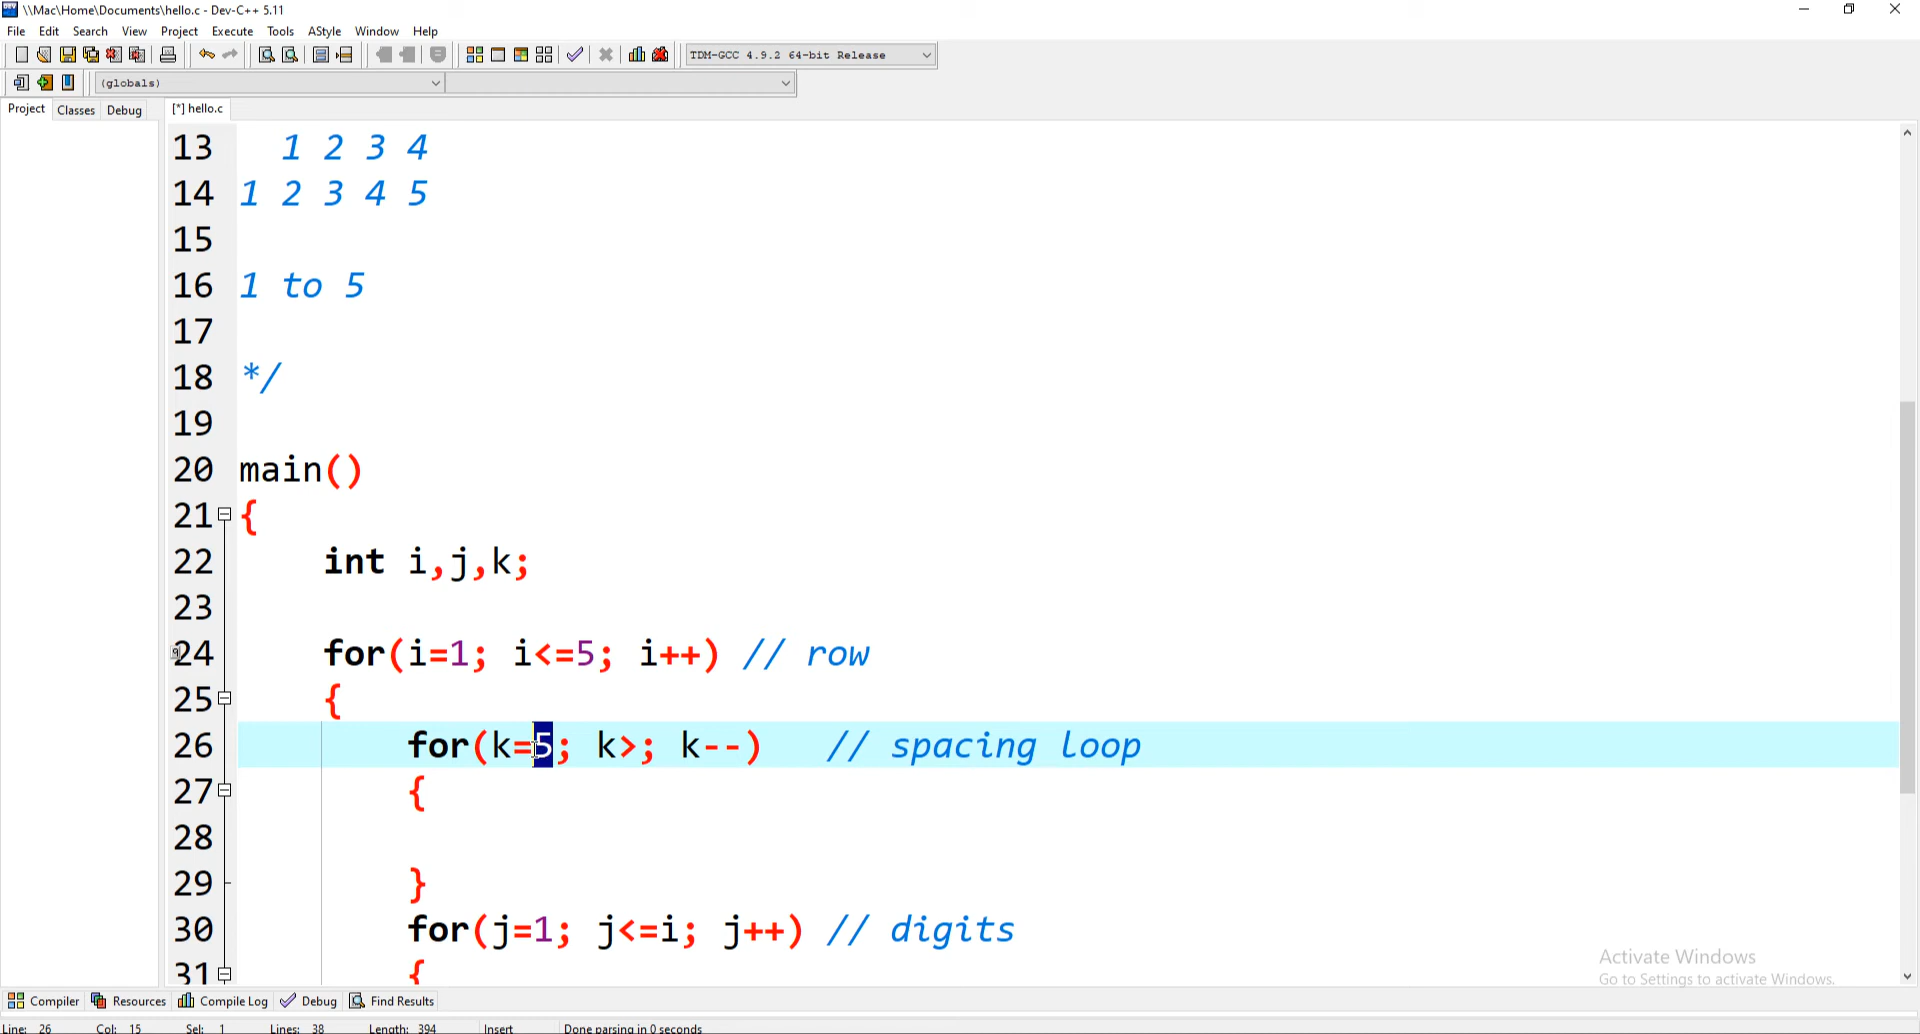 \\Mac\Home\Documents\hello.c - Dev-C++ 5.11
File Edit Search View Project Execute Tools AStyle Window Help
TDM-GCC 4.9.2 64-bit Release
(globals)
Project Classes Debug [*] hello.c
13 1 2 3 4
14 1 2 3 4 5
15
16 1 to 5
17
18 */
19
20 main()
21 {
22 int i,j,k;
23
24 for(i=1; i<=5; i++) // row
25 {
26 for(k=5; k>; k--) // spacing loop
27 {
28
29 }
30 for(j=1; j<=i; j++) // digits
31 {
Activate Windows
Go to Settings to activate Windows.
Compiler Resources Compile Log Debug Find Results
Line: 26 Col: 15 Sel: 1 Lines: 38 Length: 394 Insert Done parsing in 0 seconds